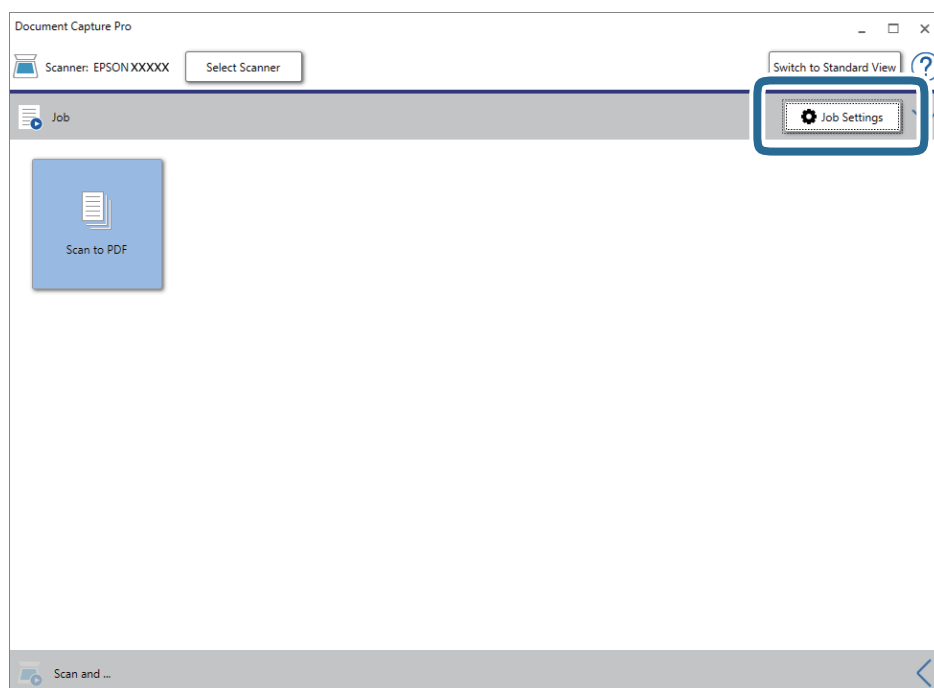 Document Capture Pro
Scanner: EPSON XXXXX
Select Scanner
Switch to Standard View
?
Job
Job Settings
Scan to PDF
Scan and ...